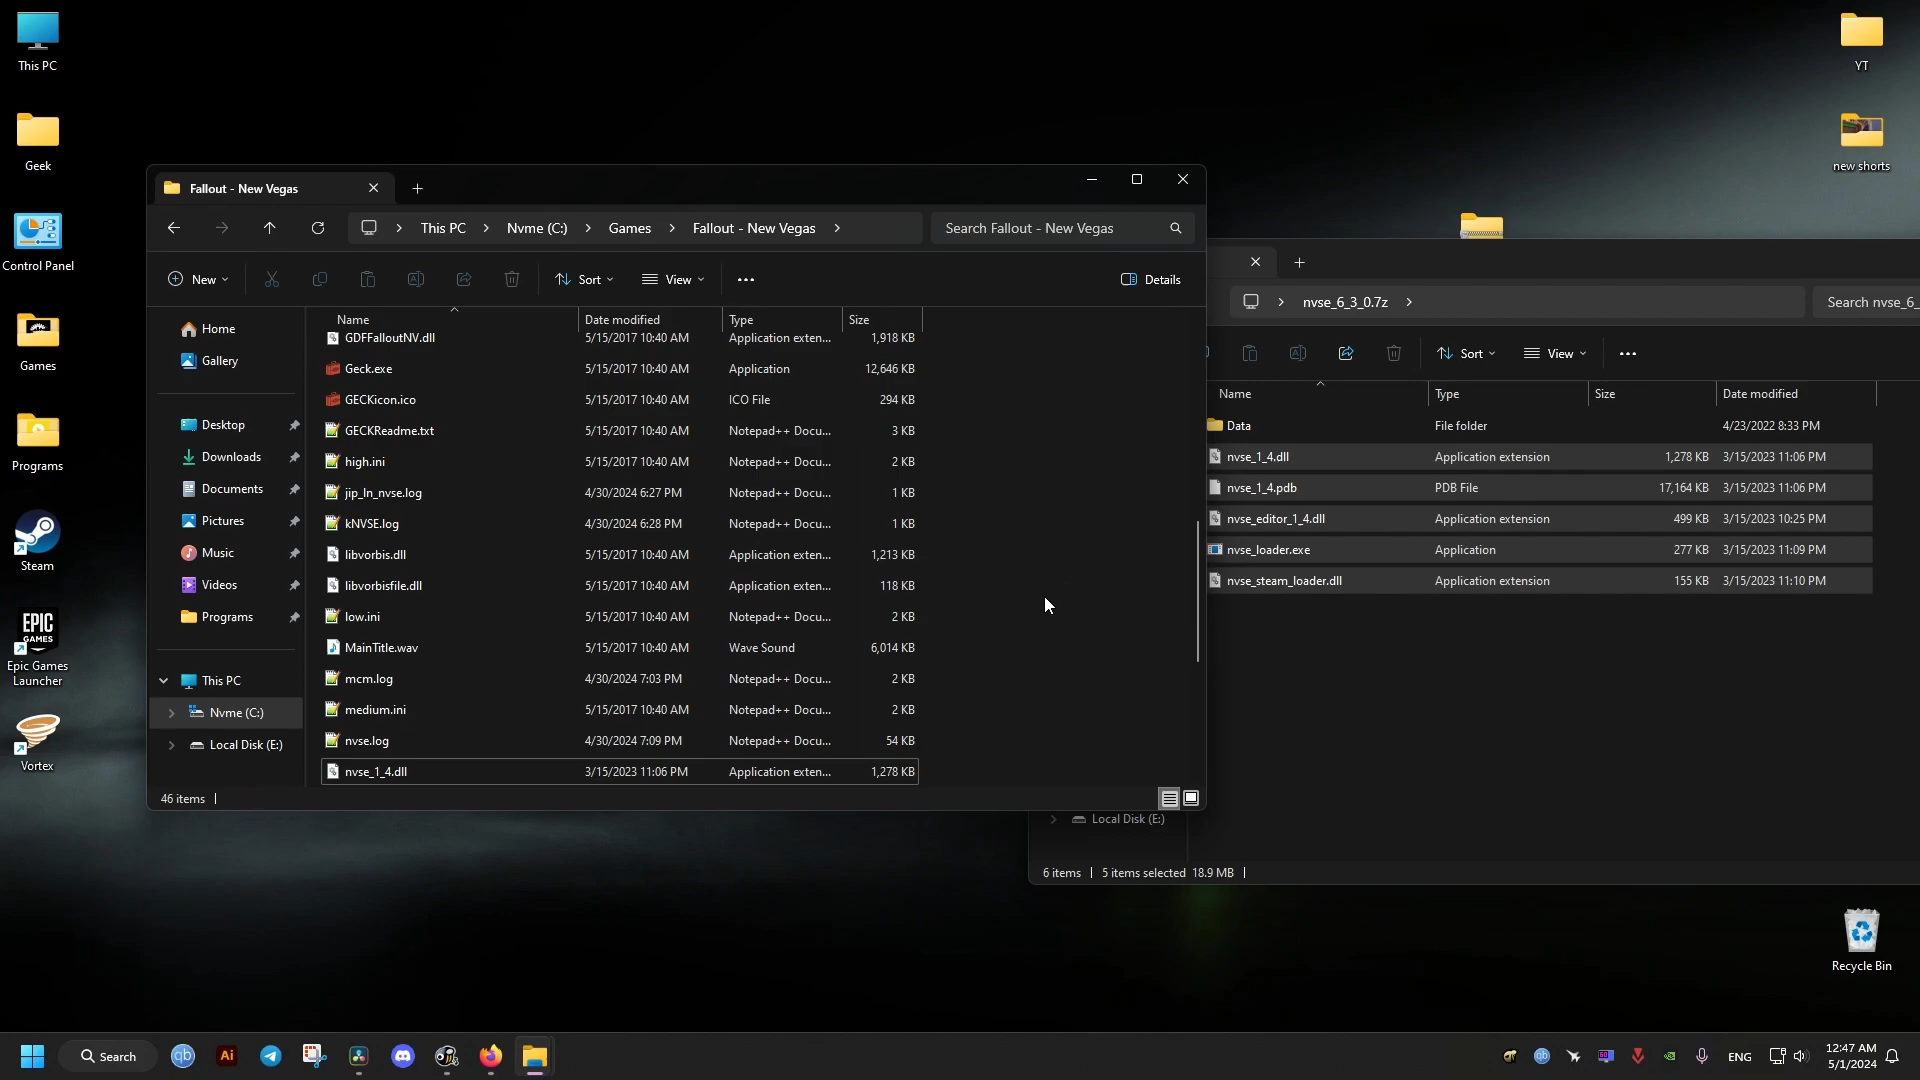 This PC
Geek
Control Panel
Games
Programs
Steam
EPIC
GAMES
Epic Games
Launcher
Vortex
YT
new shorts
Recycle Bin
Fallout - New Vegas
This PC
Nvme (C:)
Games
Fallout - New Vegas
Search Fallout - New Vegas
New
Sort
View
Details
Home
Gallery
Desktop
Downloads
Documents
Pictures
Music
Videos
Programs
This PC
Nvme (C:)
Local Disk (E:)
Name Date modified Type Size
GDFFalloutNV.dll 5/15/2017 10:40 AM Application exten... 1,918 KB
Geck.exe 5/15/2017 10:40 AM Application 12,646 KB
GECKicon.ico 5/15/2017 10:40 AM ICO File 294 KB
GECKReadme.txt 5/15/2017 10:40 AM Notepad++ Docu... 3 KB
high.ini 5/15/2017 10:40 AM Notepad++ Docu... 2 KB
jip_ln_nvse.log 4/30/2024 6:27 PM Notepad++ Docu... 1 KB
kNVSE.log 4/30/2024 6:28 PM Notepad++ Docu... 1 KB
libvorbis.dll 5/15/2017 10:40 AM Application exten... 1,213 KB
libvorbisfile.dll 5/15/2017 10:40 AM Application exten... 118 KB
low.ini 5/15/2017 10:40 AM Notepad++ Docu... 2 KB
MainTitle.wav 5/15/2017 10:40 AM Wave Sound 6,014 KB
mcm.log 4/30/2024 7:03 PM Notepad++ Docu... 2 KB
medium.ini 5/15/2017 10:40 AM Notepad++ Docu... 2 KB
nvse.log 4/30/2024 7:09 PM Notepad++ Docu... 54 KB
nvse_1_4.dll 3/15/2023 11:06 PM Application exten... 1,278 KB
46 items
nvse_6_3_0.7z
Search nvse_6_
Sort
View
Name Type Size Date modified
Data File folder 4/23/2022 8:33 PM
nvse_1_4.dll Application extension 1,278 KB 3/15/2023 11:06 PM
nvse_1_4.pdb PDB File 17,164 KB 3/15/2023 11:06 PM
nvse_editor_1_4.dll Application extension 499 KB 3/15/2023 10:25 PM
nvse_loader.exe Application 277 KB 3/15/2023 11:09 PM
nvse_steam_loader.dll Application extension 155 KB 3/15/2023 11:10 PM
Local Disk (E:)
6 items 5 items selected 18.9 MB
Search
qb
Ai
qb
ENG
12:47 AM
5/1/2024